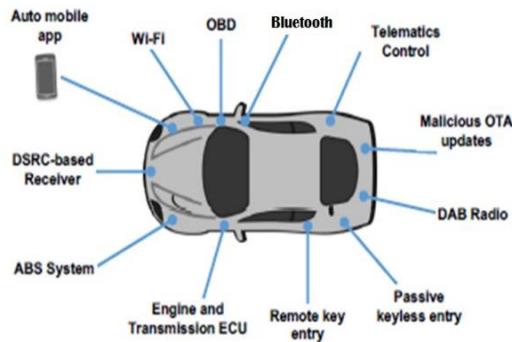 Auto mobile
app
Wi-Fi
OBD
Bluetooth
Telematics
Control
Malicious OTA
updates
DSRC-based
Receiver
DAB Radio
ABS System
Engine and
Transmission ECU
Remote key
entry
Passive
keyless entry